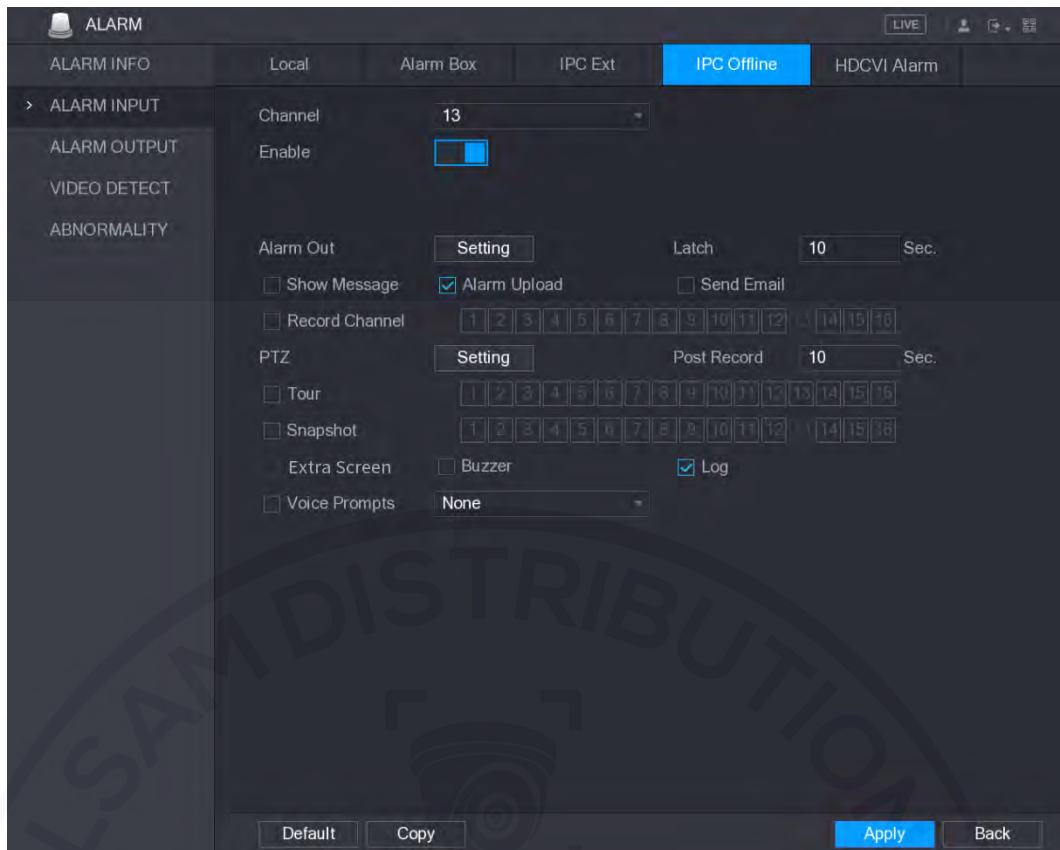 ALARM LIVE
ALARM INFO
ALARM INPUT
ALARM OUTPUT
VIDEO DETECT
ABNORMALITY
Local Alarm Box IPC Ext IPC Offline HDCVI Alarm
Channel 13
Enable
Alarm Out Setting Latch 10 Sec.
Show Message Alarm Upload Send Email
Record Channel 1 2 3 4 5 6 7 8 9 10 11 12 14 15 16
PTZ Setting Post Record 10 Sec.
Tour 1 2 3 4 5 6 7 8 9 10 11 12 13 14 15 16
Snapshot 1 2 3 4 5 6 7 8 9 10 11 12 14 15 16
Extra Screen Buzzer Log
Voice Prompts None
LSAM DISTRIBUTION
Default Copy Apply Back